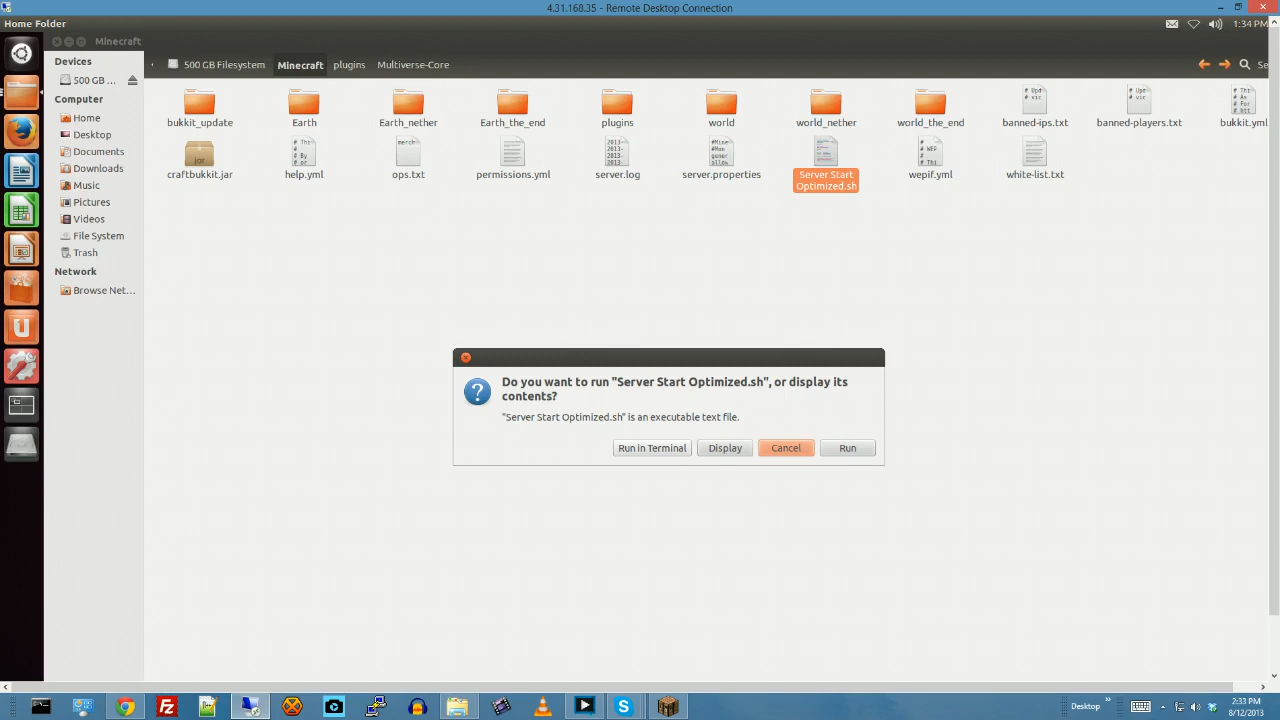 4.31.168.35 - Remote Desktop Connection
Home Folder
1:34 PM
Minecraft
Devices
500 GB ...
Computer
Home
Desktop
Documents
Downloads
Music
Pictures
Videos
File System
Trash
Network
Browse Net...
500 GB Filesystem
Minecraft
plugins
Multiverse-Core
Se
bukkit_update
Earth
Earth_nether
Earth_the_end
plugins
world
world_nether
world_the_end
banned-ips.txt
banned-players.txt
bukkit.yml
craftbukkit.jar
help.yml
ops.txt
permissions.yml
server.log
server.properties
Server Start
Optimized.sh
wepif.yml
white-list.txt
Do you want to run "Server Start Optimized.sh", or display its
contents?
"Server Start Optimized.sh" is an executable text file.
Run in Terminal
Display
Cancel
Run
Desktop
2:33 PM
8/12/2013